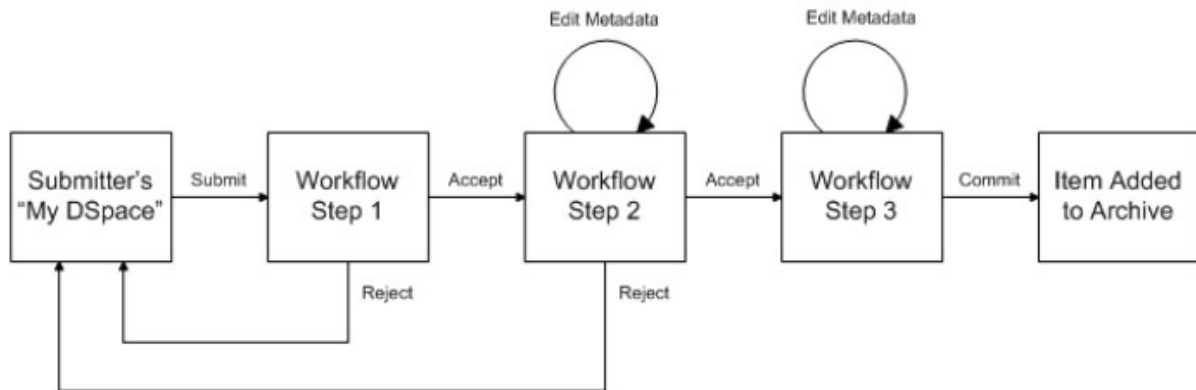 Edit Metadata
Edit Metadata
Submitter's
“My DSpace”
Submit
Workflow
Step 1
Accept
Workflow
Step 2
Accept
Workflow
Step 3
Commit
Item Added
to Archive
Reject
Reject